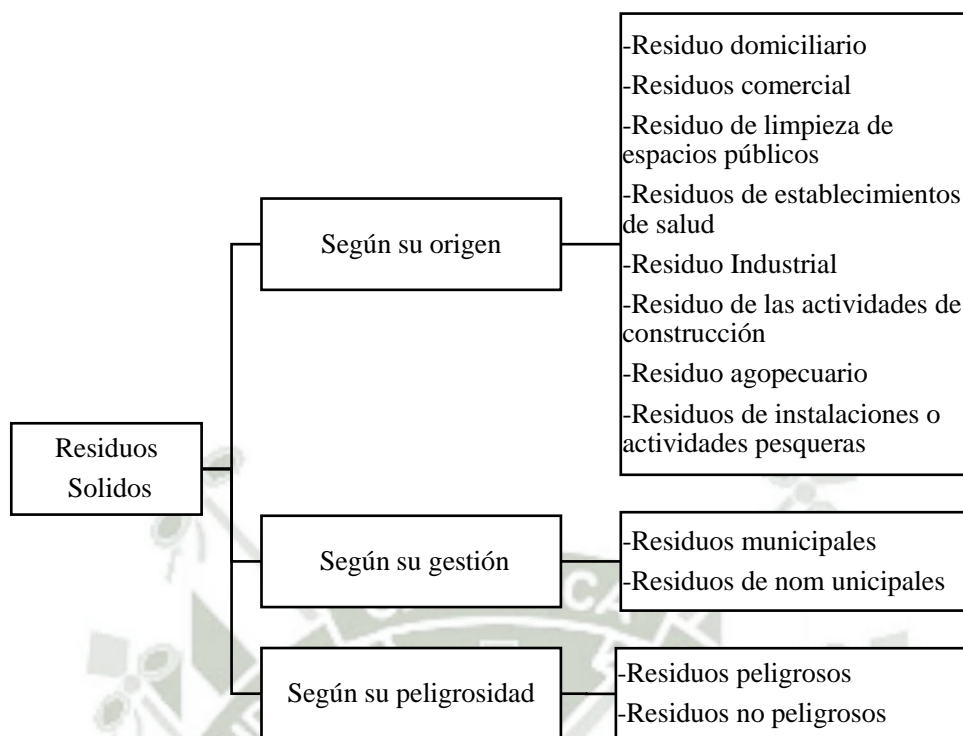 -Residuo domiciliario
-Residuos comercial
-Residuo de limpieza de
espacios públicos
-Residuos de establecimientos
de salud
-Residuo Industrial
-Residuo de las actividades de
construcción
-Residuo agopecuario
-Residuos de instalaciones o
actividades pesqueras
Según su origen
Residuos
Solidos
Según su gestión
-Residuos municipales
-Residuos de nom unicipales
Según su peligrosidad
-Residuos peligrosos
-Residuos no peligrosos